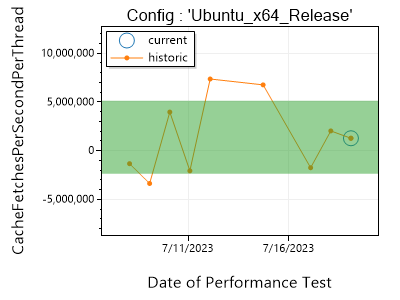 Config : 'Ubuntu_x64_Release'
CacheFetchesPerSecondPerThread
current
historic
10,000,000
5,000,000
0
-5,000,000
7/11/2023
7/16/2023
Date of Performance Test